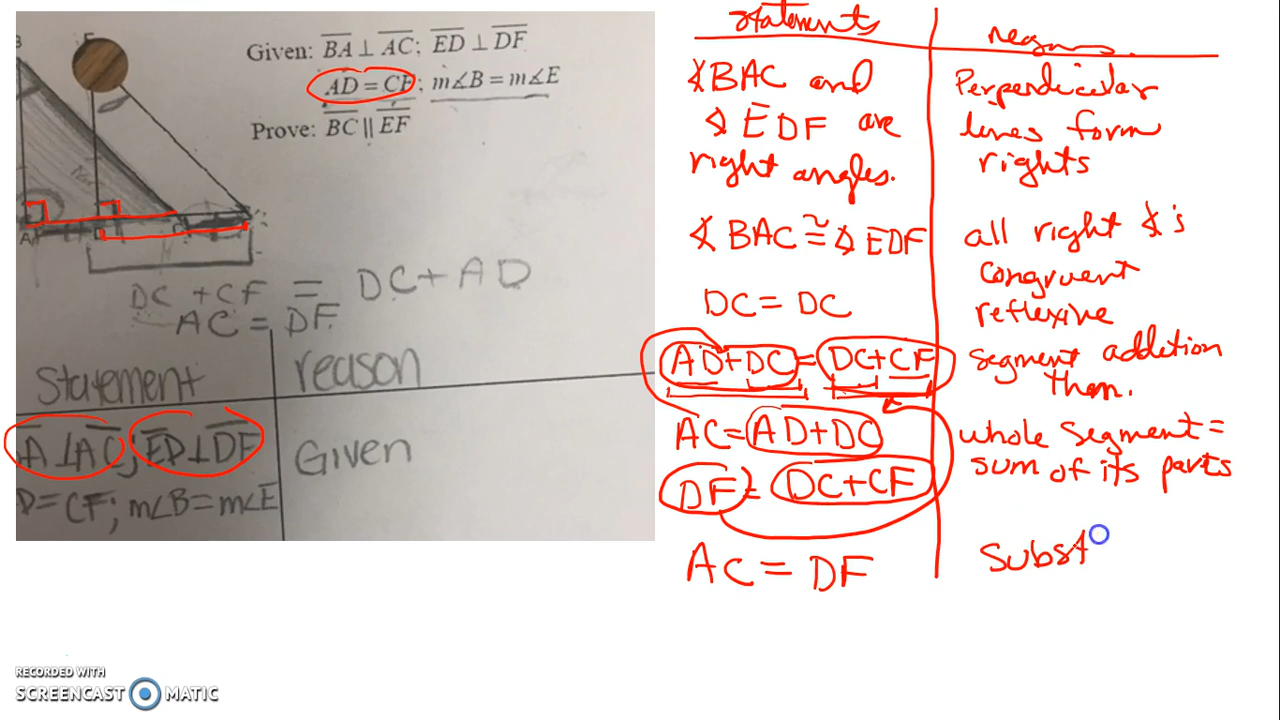 Given: BA ⊥ AC; ED ⊥ DF
AD = CF; m∠B = m∠E
Prove: BC || EF
DC + CF = DC + AD
AC = DF
Statement
reason
A ⊥ AC; ED ⊥ DF
Given
D = CF; m∠B = m∠E
statements
∡BAC and
∡EDF are
right angles.
Perpendicular
lines form
rights
∡BAC ≅ ∡EDF
all right ∡'s
congruent
DC = DC
reflexive
AD + DC = DC + CF
segment addetion
thm.
AC = AD + DC
DF = DC + CF
whole segment =
sum of its parts
AC = DF
subst
RECORDED WITH
SCREENCAST MATIC